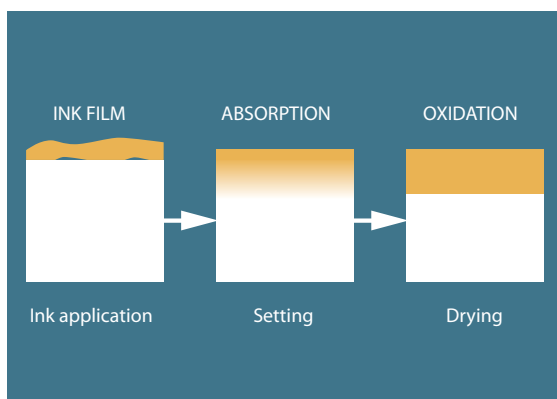 INK FILM
ABSORPTION
OXIDATION
Ink application
Setting
Drying